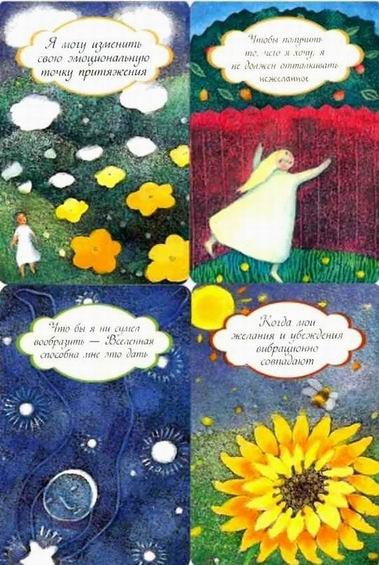 Я могу изменить
свою эмоциональную
точку притяжения
Чтобы получить
то, чего я хочу, я
не должен отталкивать
нежеланное
Что бы я ни сумел
вообразить — Вселенная
способна мне это дать
Когда мои
желания и убеждения
вибрационно
совпадают